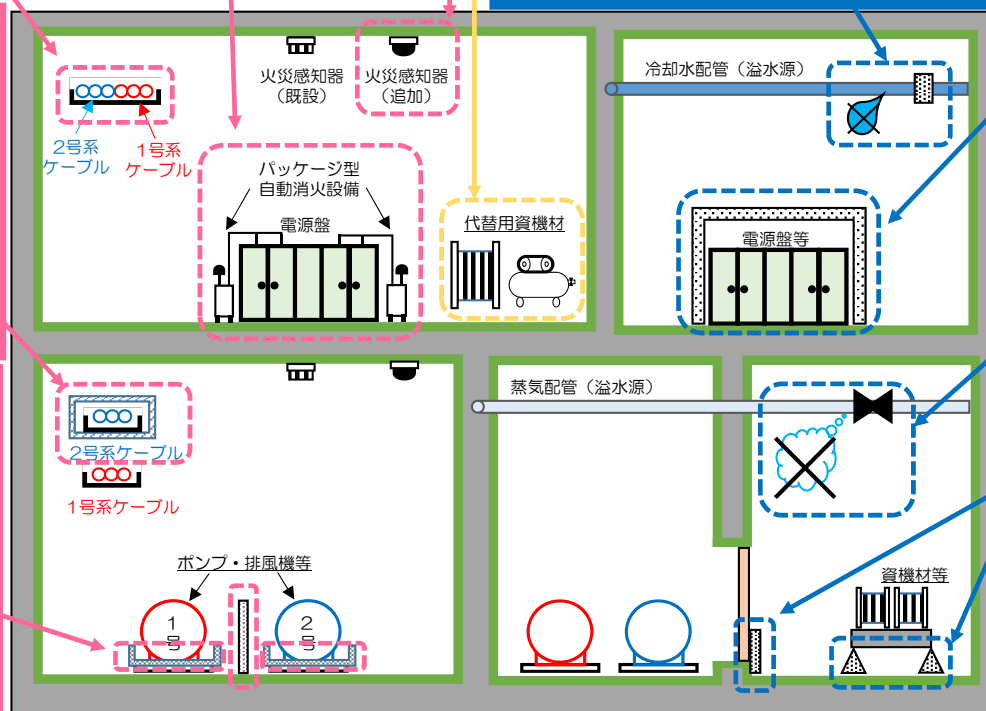 火災感知器
（既設）
火災感知器
（追加）
2号系
ケーブル
1号系
ケーブル
パッケージ型
自動消火設備
電源盤
代替用資機材
冷却水配管（溢水源）
電源盤等
2号系ケーブル
1号系ケーブル
ポンプ・排風機等
1
号
2
号
蒸気配管（溢水源）
資機材等